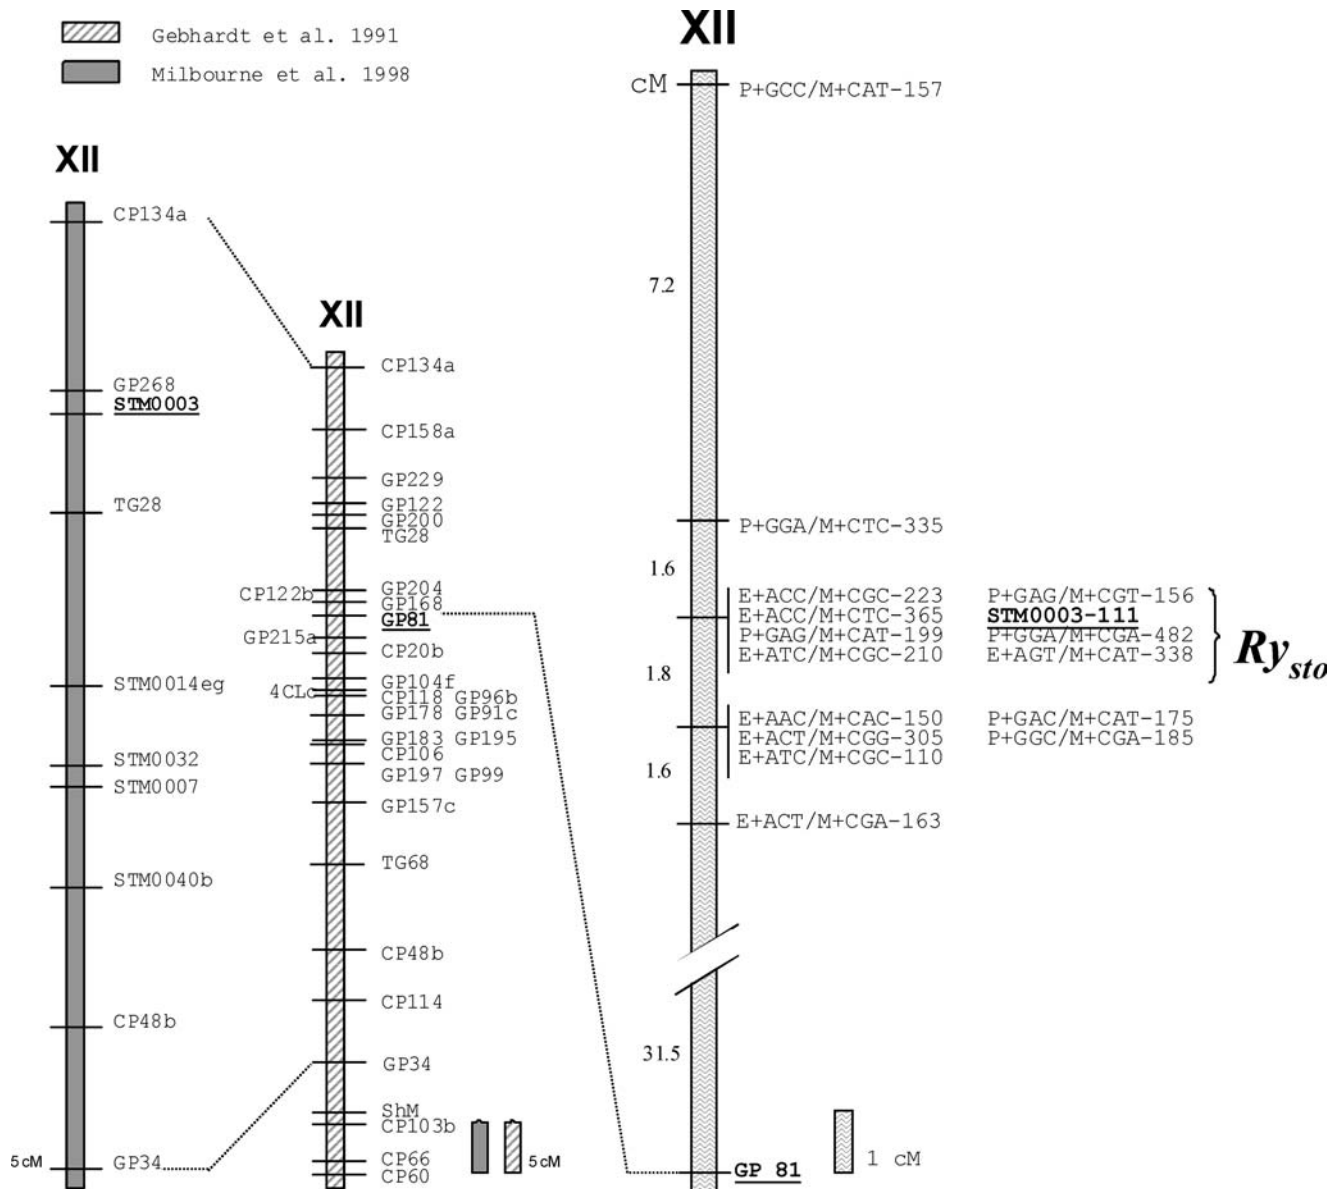 Gebhardt et al. 1991
Milbourne et al. 1998
XII
CP134a
GP268
STM0003
TG28
STM0014eg
STM0032
STM0007
STM0040b
CP48b
5 cM
GP34
XII
CP134a
CP158a
GP229
GP122
GP200
TG28
CP122b
GP204
GP168
GP81
GP215a
CP20b
GP104f
4CLc
CP118 GP96b
GP178 GP91c
GP183 GP195
CP106
GP197 GP99
GP157c
TG68
CP48b
CP114
GP34
ShM
CP103b
CP66
CP60
5 cM
XII
cM
P+GCC/M+CAT-157
7.2
P+GGA/M+CTC-335
1.6
E+ACC/M+CGC-223 P+GAG/M+CGT-156
E+ACC/M+CTC-365 STM0003-111
P+GAG/M+CAT-199 P+GGA/M+CGA-482
E+ATC/M+CGC-210 E+AGT/M+CAT-338
Rysto
1.8
E+AAC/M+CAC-150 P+GAC/M+CAT-175
E+ACT/M+CGG-305 P+GGC/M+CGA-185
E+ATC/M+CGC-110
1.6
E+ACT/M+CGA-163
31.5
GP 81
1 cM